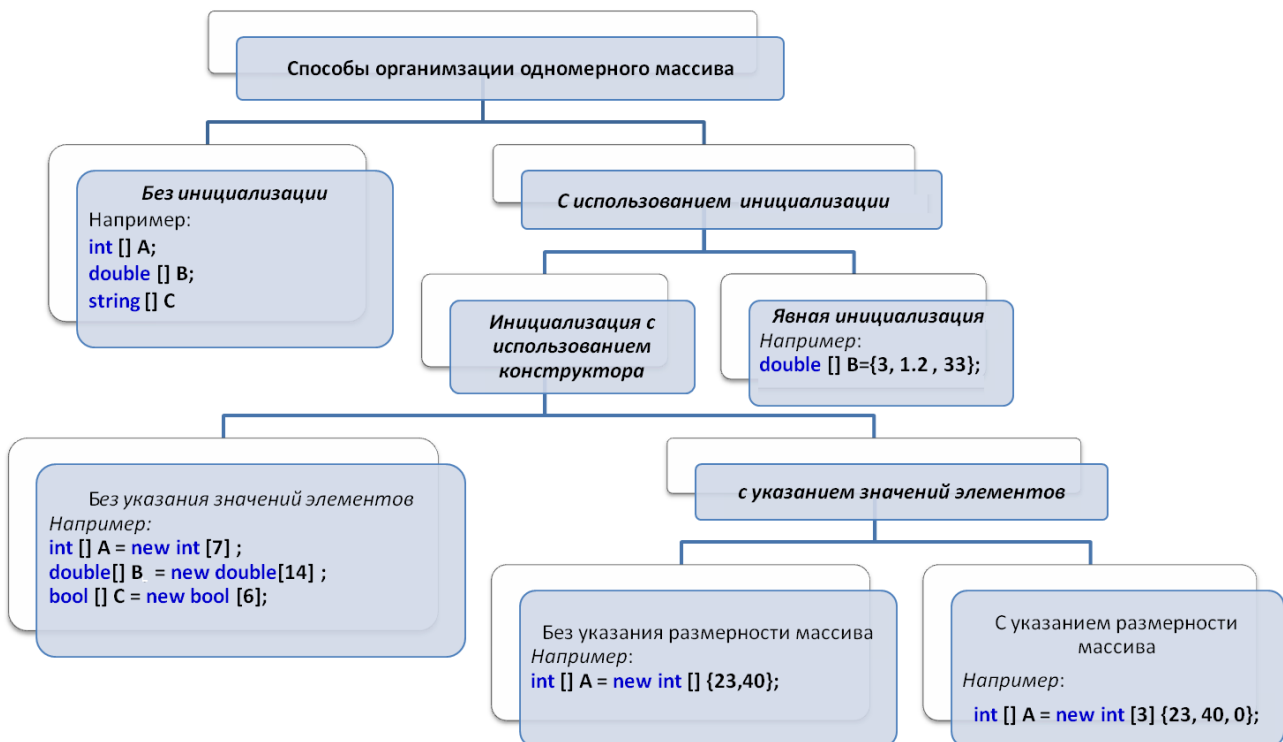 Способы органимзации одномерного массива
Без инициализации
Например:
int [] A;
double [] B;
string [] C
С использованием инициализации
Инициализация с
использованием
конструктора
Явная инициализация
Например:
double [] B={3, 1.2 , 33};
Без указания значений элементов
Например:
int [] A = new int [7] ;
double[] B = new double[14] ;
bool [] C = new bool [6];
с указанием значений элементов
Без указания размерности массива
Например:
int [] A = new int [] {23,40};
С указанием размерности
массива
Например:
int [] A = new int [3] {23, 40, 0};